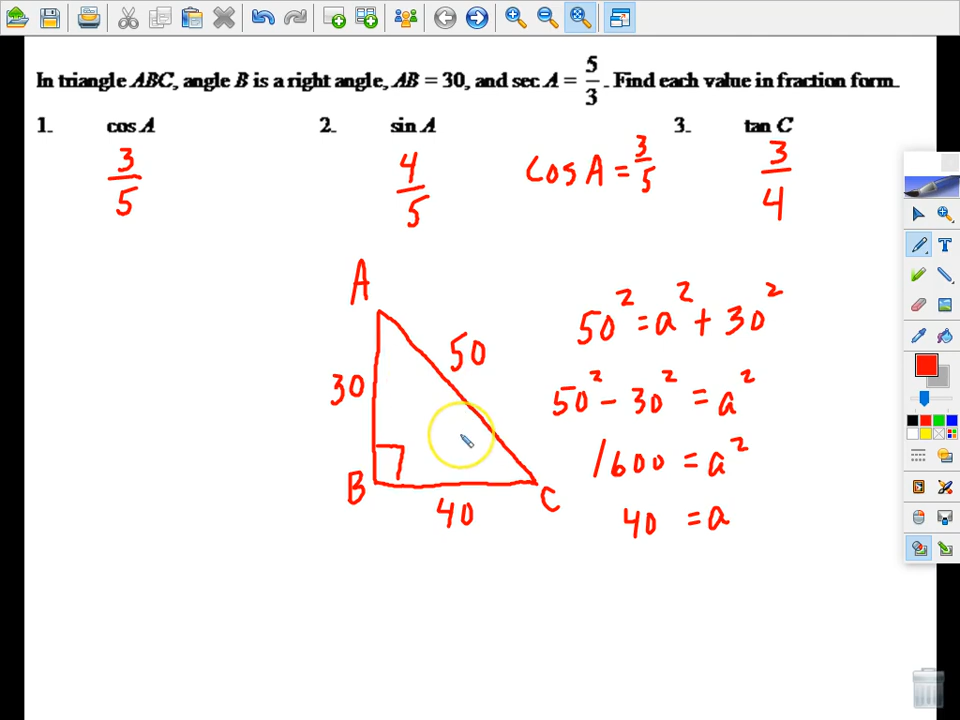 In triangle ABC, angle B is a right angle, AB = 30, and sec A = 5/3. Find each value in fraction form.
1. cos A 2. sin A 3. tan C
3/5 4/5 cos A = 3/5 3/4
A
50² = a² + 30²
50
30
50² - 30² = a²
1600 = a²
B
C
40
40 = a
T